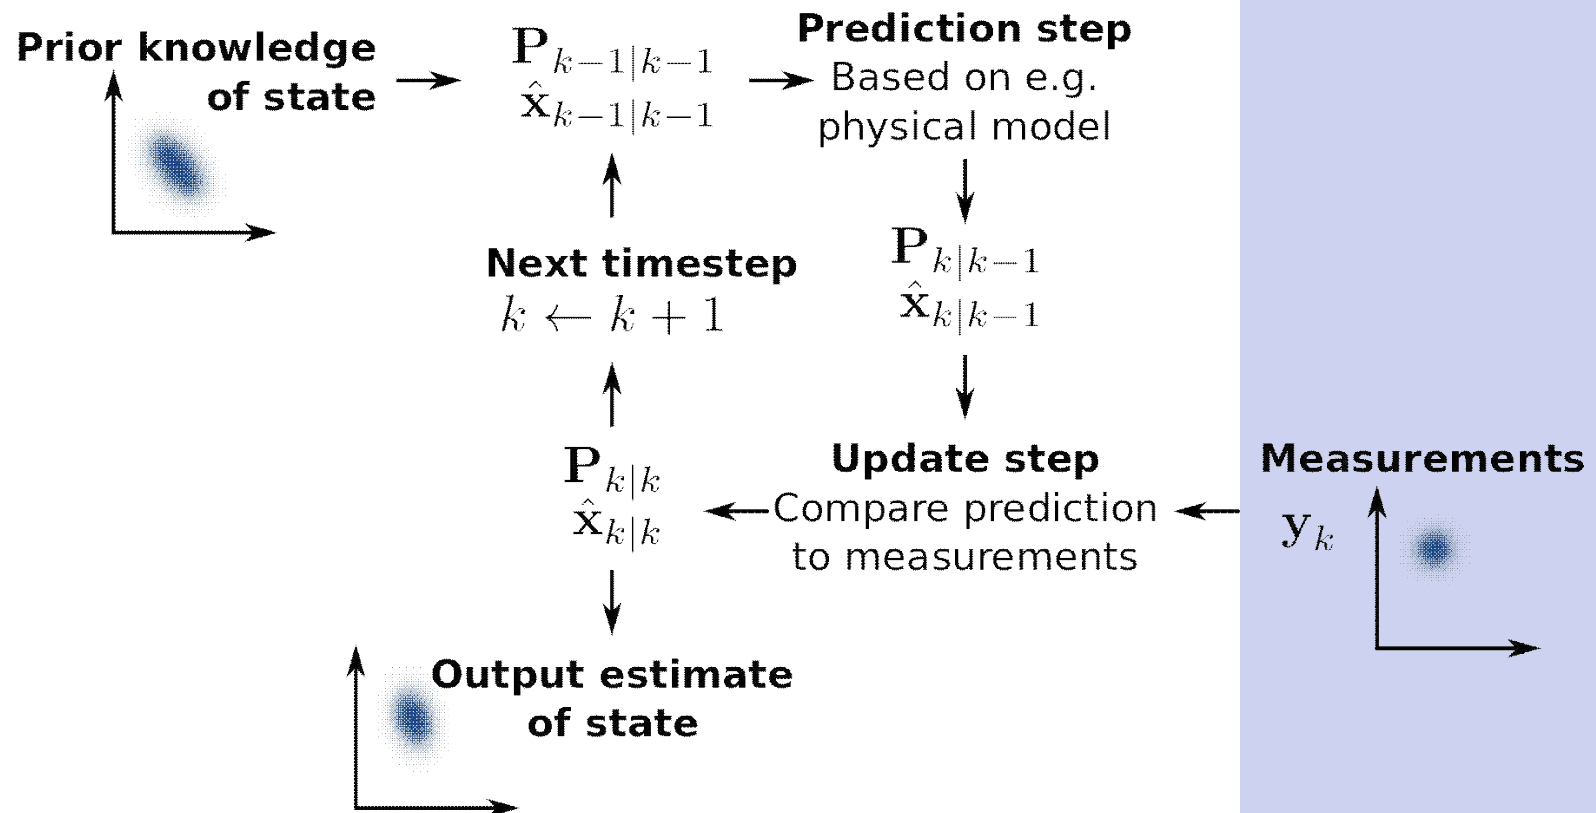 Prior knowledge
of state
P_{k-1|k-1}
x̂_{k-1|k-1}
Prediction step
Based on e.g.
physical model
P_{k|k-1}
x̂_{k|k-1}
Next timestep
k ← k + 1
P_{k|k}
x̂_{k|k}
Update step
Compare prediction
to measurements
Measurements
y_k
Output estimate
of state